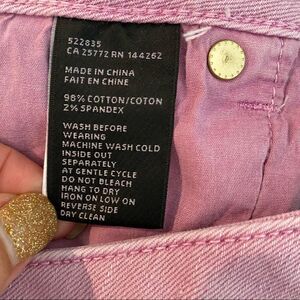 522835
CA 25772 RN 144262
MADE IN CHINA
FAIT EN CHINE
98% COTTON/COTON
2% SPANDEX
WASH BEFORE
WEARING
MACHINE WASH COLD
INSIDE OUT
SEPARATELY
AT GENTLE CYCLE
DO NOT BLEACH
HANG TO DRY
IRON ON LOW ON
REVERSE SIDE
DRY CLEAN